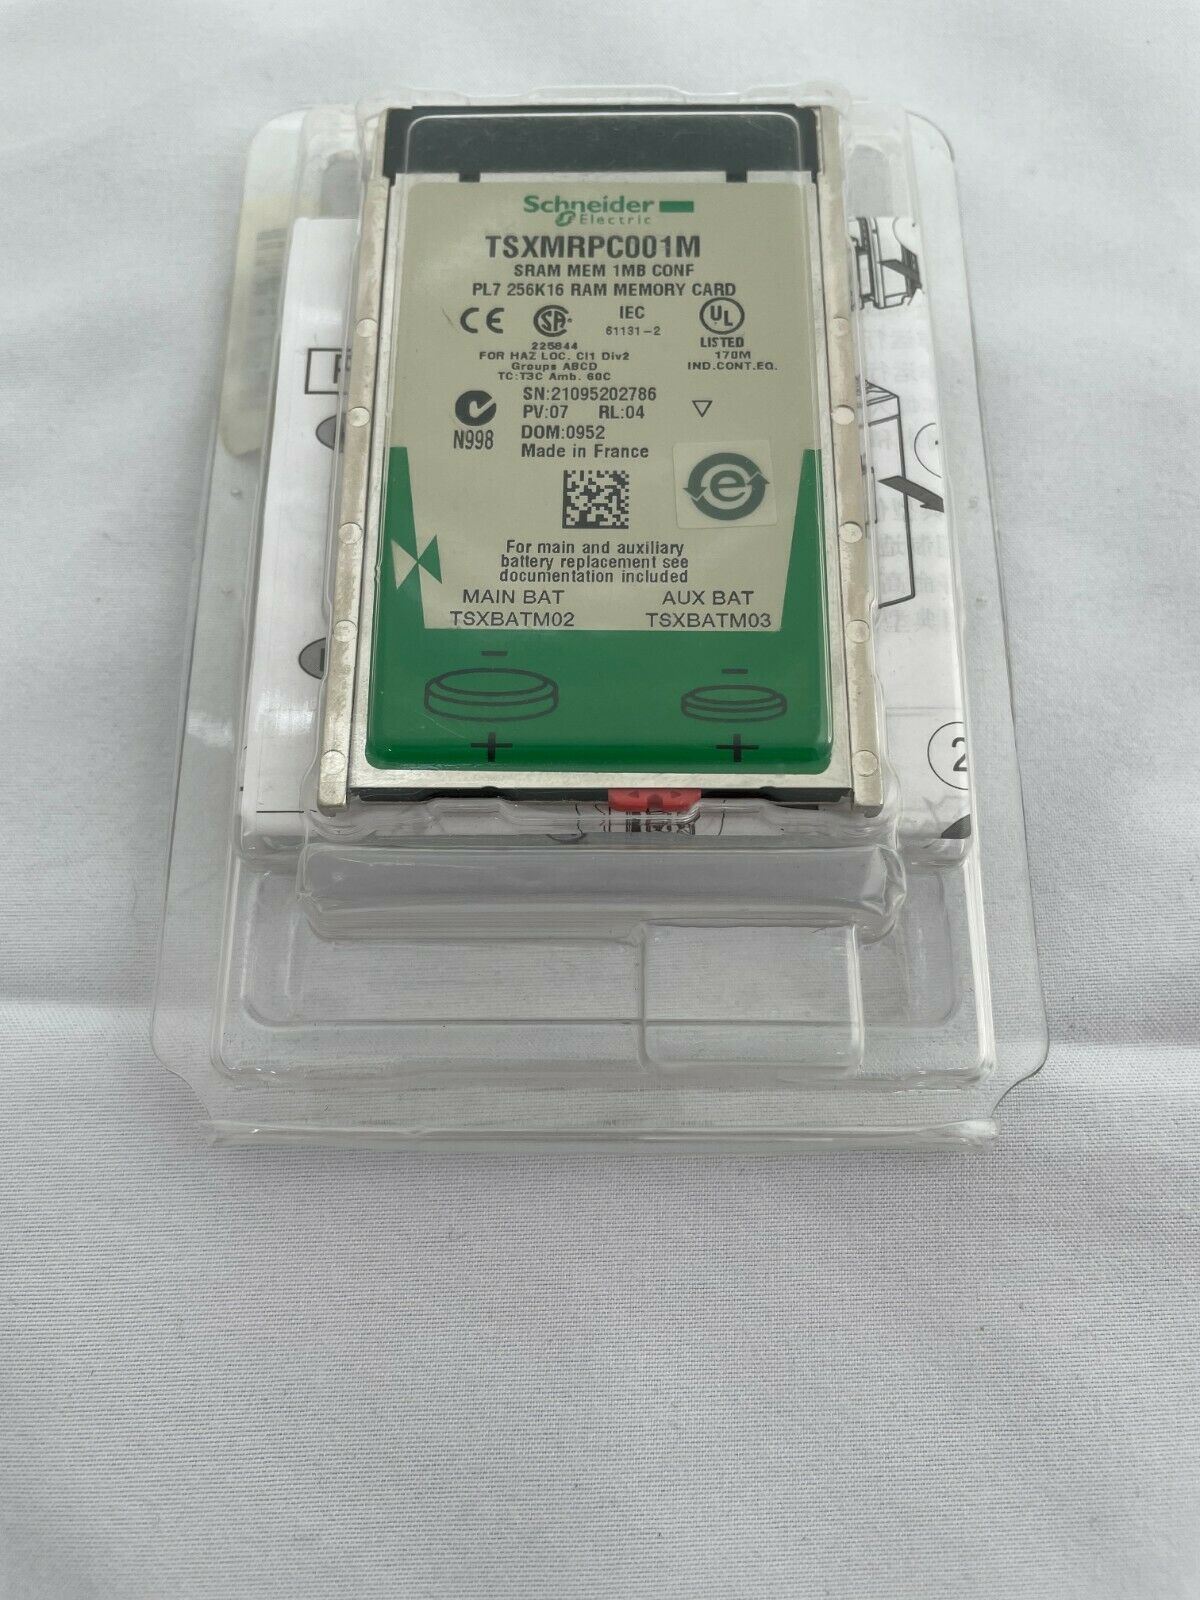 Schneider
Electric
TSXMRPC001M
SRAM MEM 1MB CONF
PL7 256K16 RAM MEMORY CARD
CE SA IEC UL
61131-2
LISTED
225844
170M
FOR HAZ LOC. Cl1 Div2
IND.CONT.EQ.
Groups ABCD
TC:T3C Amb. 60C
SN:21095202786
PV:07 RL:04
N998
DOM:0952
Made in France
e
For main and auxiliary
battery replacement see
documentation included
MAIN BAT AUX BAT
TSXBATM02 TSXBATM03
- -
+ +
2